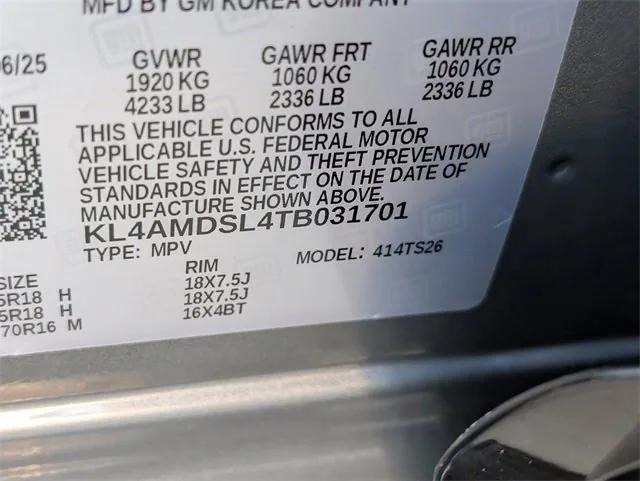 MFD BY GM KOREA COMPANY
06/25
GVWR GAWR FRT GAWR RR
1920 KG 1060 KG 1060 KG
4233 LB 2336 LB 2336 LB
THIS VEHICLE CONFORMS TO ALL
APPLICABLE U.S. FEDERAL MOTOR
VEHICLE SAFETY AND THEFT PREVENTION
STANDARDS IN EFFECT ON THE DATE OF
MANUFACTURE SHOWN ABOVE.
KL4AMDSL4TB031701
TYPE: MPV MODEL: 414TS26
SIZE RIM
5R18 H 18X7.5J
5R18 H 18X7.5J
70R16 M 16X4BT